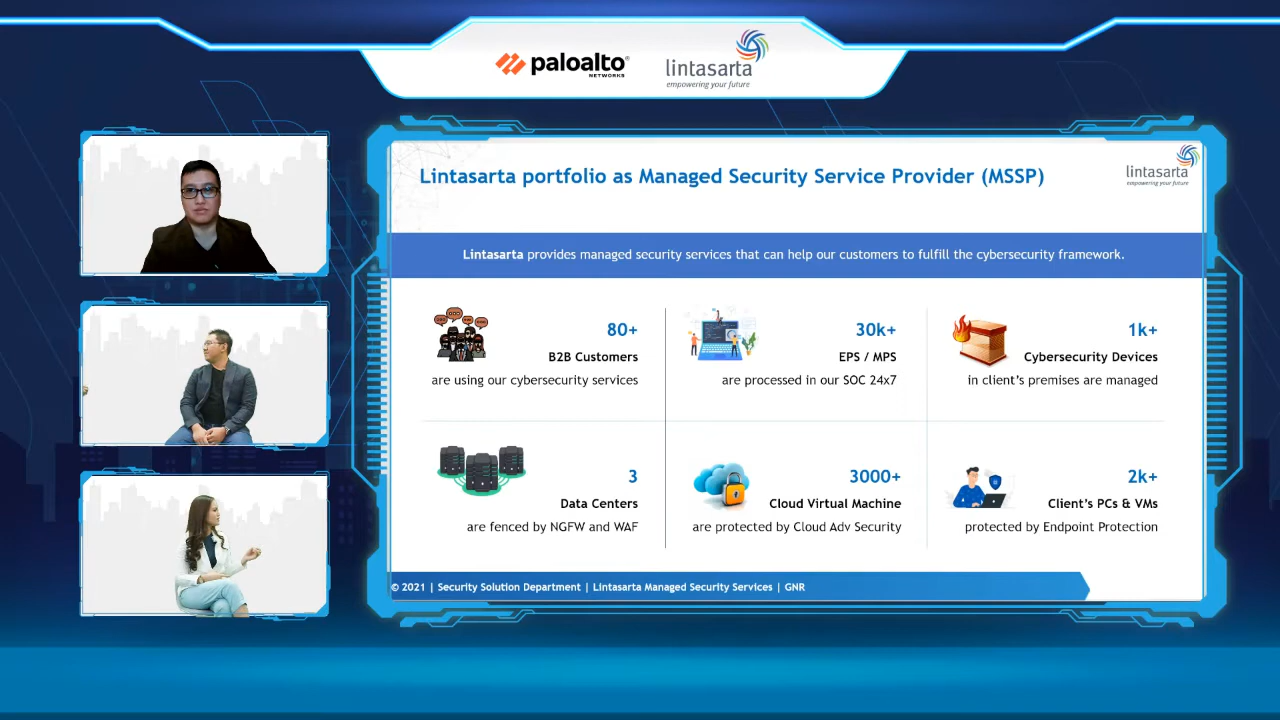 paloalto
NETWORKS
lintasarta
empowering your future
Lintasarta portfolio as Managed Security Service Provider (MSSP)
lintasarta
empowering your future
Lintasarta provides managed security services that can help our customers to fulfill the cybersecurity framework.
80+
B2B Customers
are using our cybersecurity services
30k+
EPS / MPS
are processed in our SOC 24x7
1k+
Cybersecurity Devices
in client's premises are managed
3
Data Centers
are fenced by NGFW and WAF
3000+
Cloud Virtual Machine
are protected by Cloud Adv Security
2k+
Client's PCs & VMs
protected by Endpoint Protection
© 2021 | Security Solution Department | Lintasarta Managed Security Services | GNR